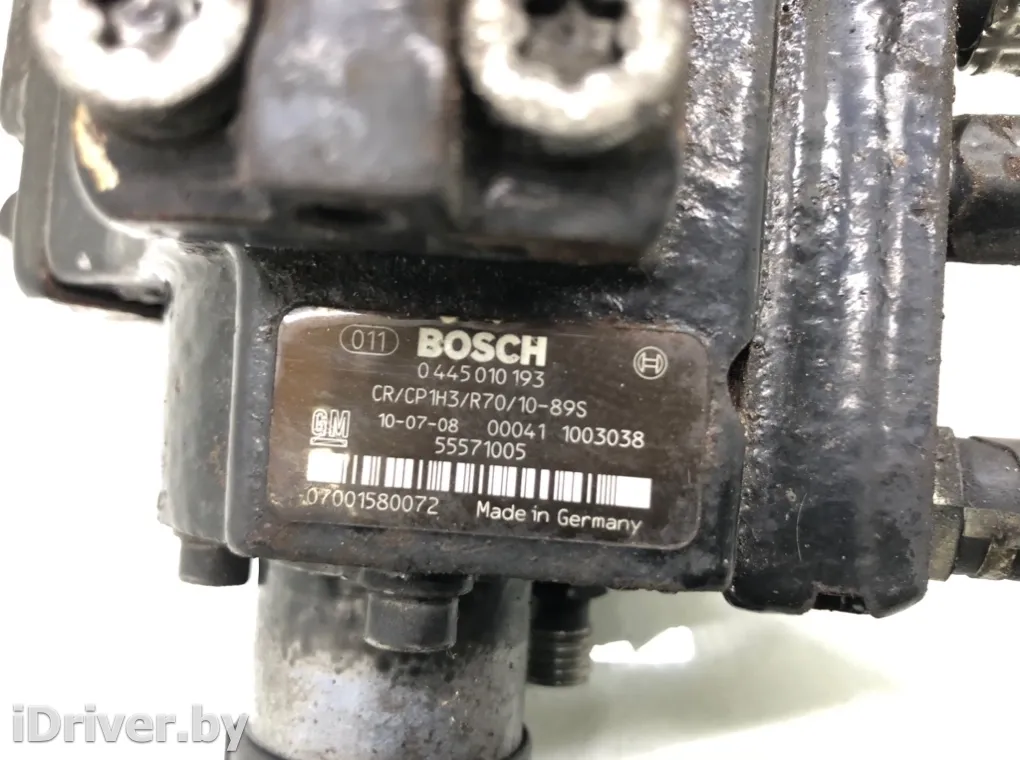 011 BOSCH
0 445 010 193
CR/CP1H3/R70/10-89S
GM 10-07-08 00041 1003038
55571005
07001580072 Made in Germany
iDriver.by